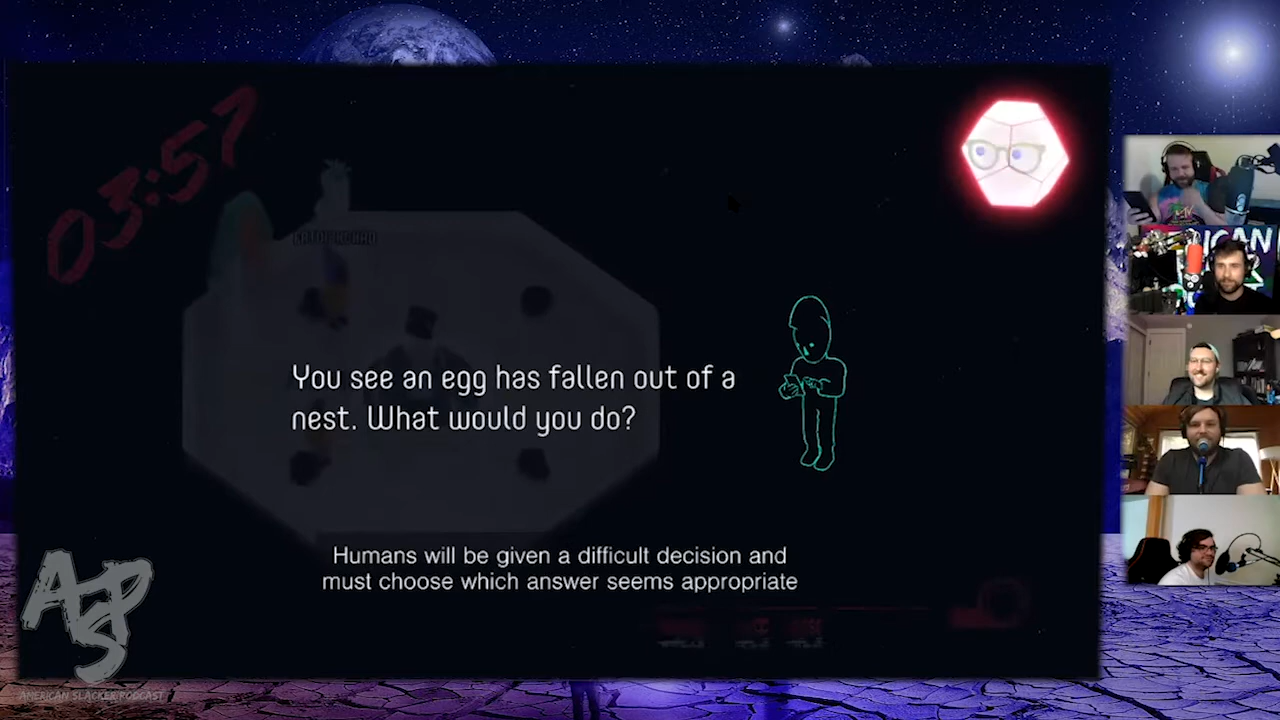 03:57
You see an egg has fallen out of a
nest. What would you do?
Humans will be given a difficult decision and
must choose which answer seems appropriate
APS
AMERICAN SLACKER PODCAST